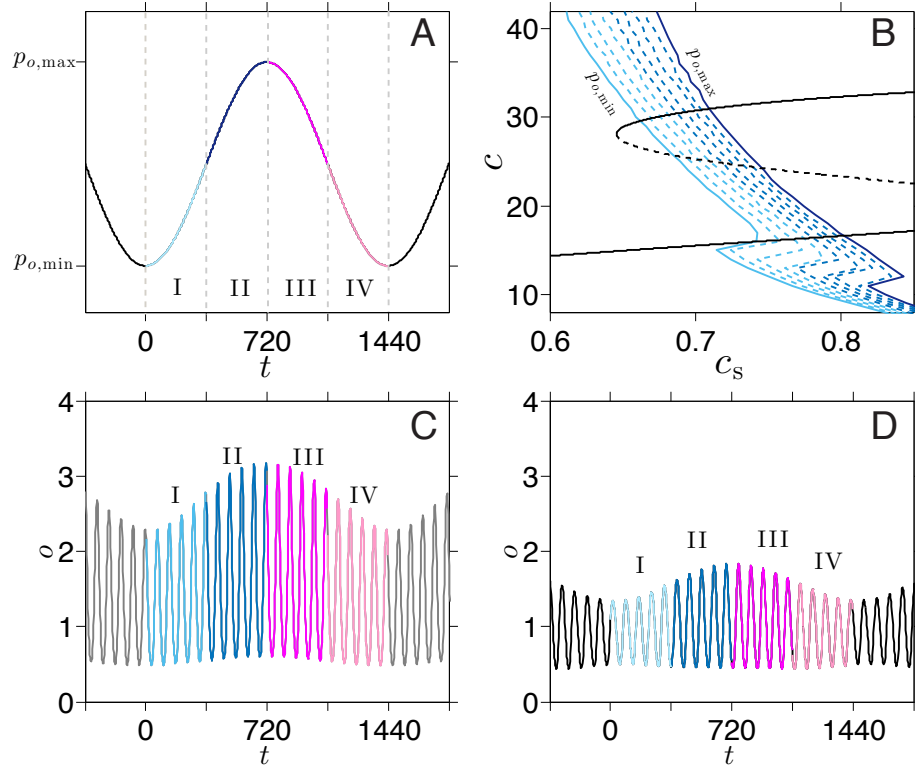 A
p_{o,max}
p_{o,min}
I II III IV
0 720 1440
t
B
40
30
20
10
c
p_{o,min}
p_{o,max}
0.6 0.7 0.8
c_s
C
4
3
2
1
0
o
I II III IV
0 720 1440
t
D
4
3
2
1
0
o
I II III IV
0 720 1440
t